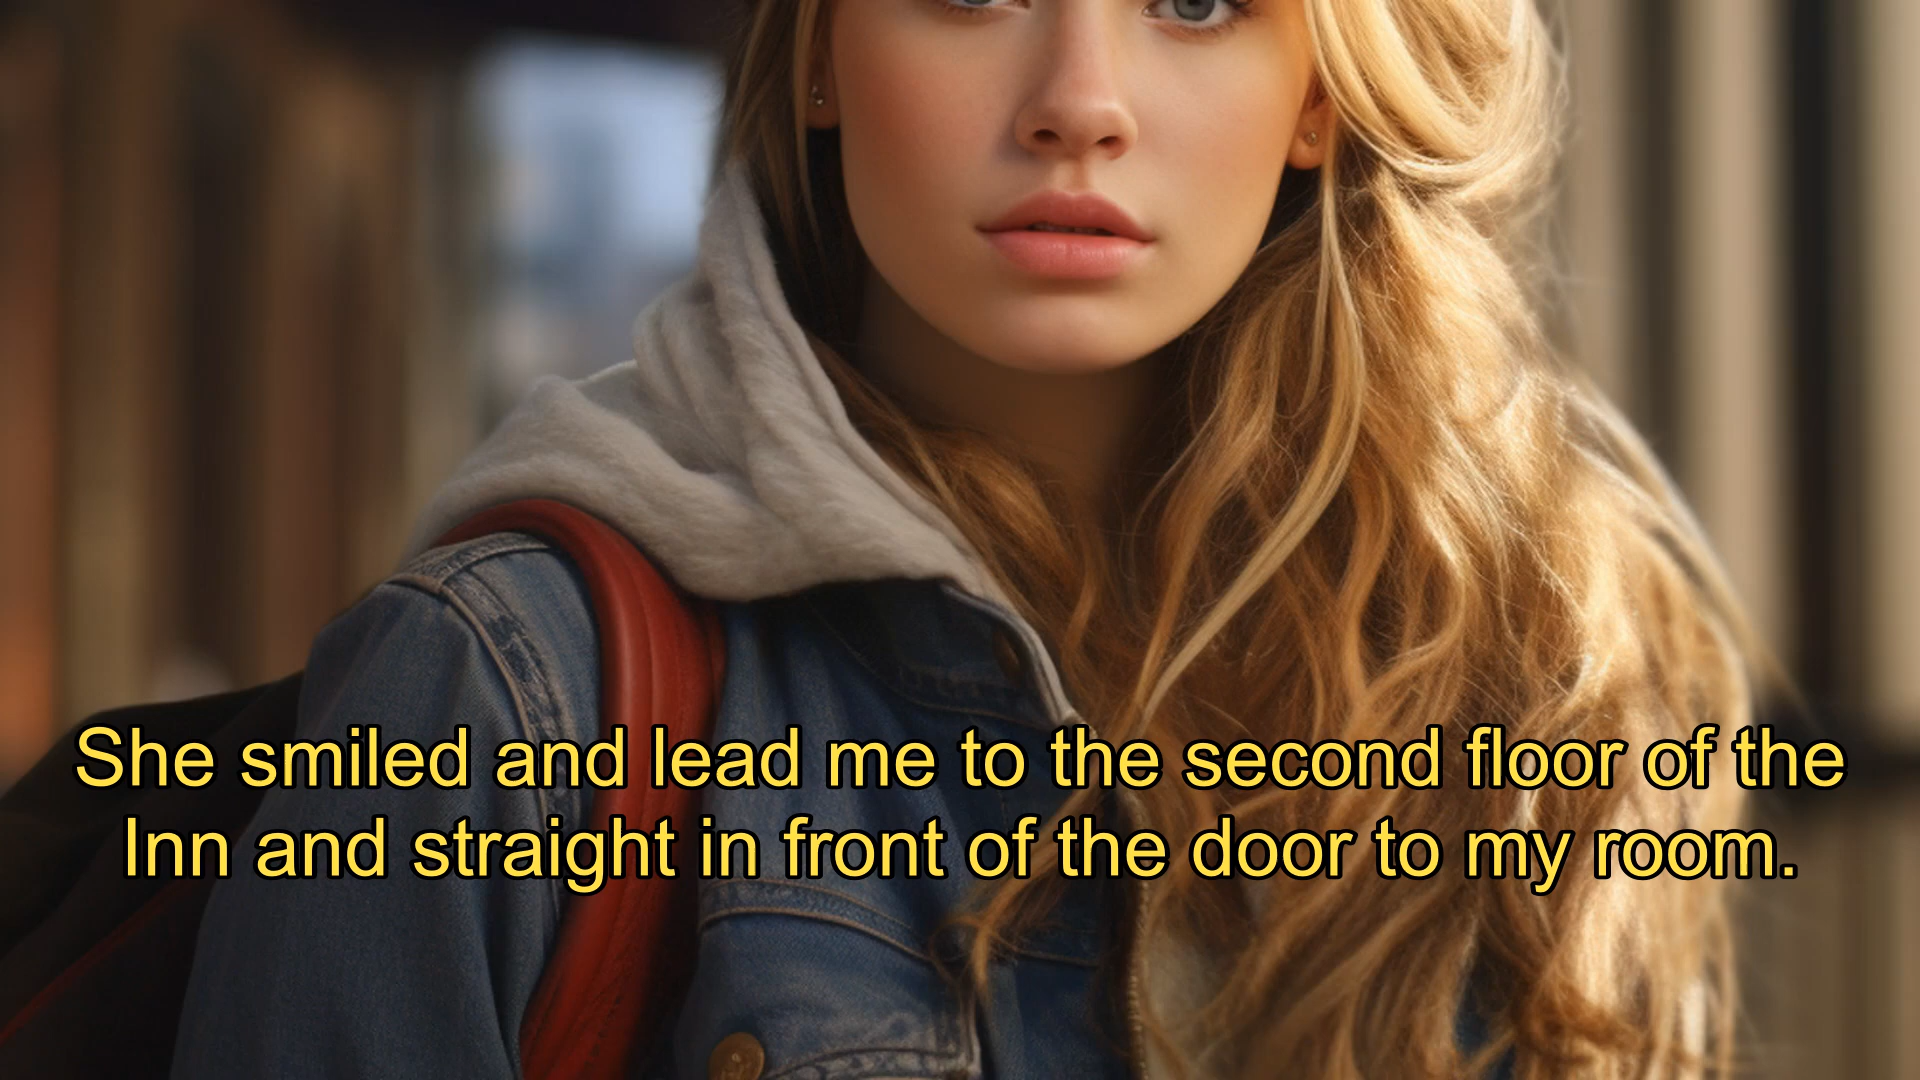 She smiled and lead me to the second floor of the
Inn and straight in front of the door to my room.